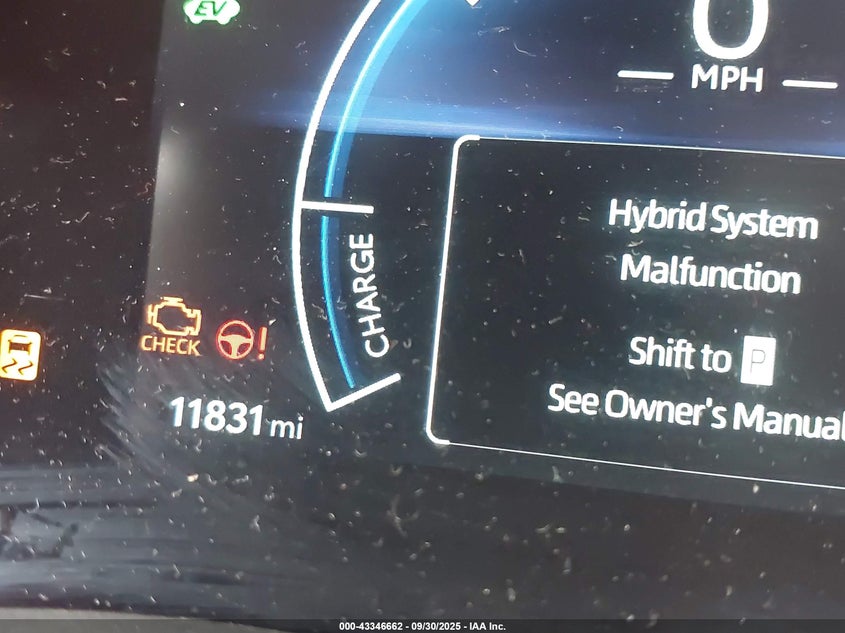 EV
0
MPH
Hybrid System
Malfunction
Shift to P
See Owner's Manual
CHARGE
CHECK
!
11831 mi
000-43346662 - 09/30/2025 - IAA Inc.